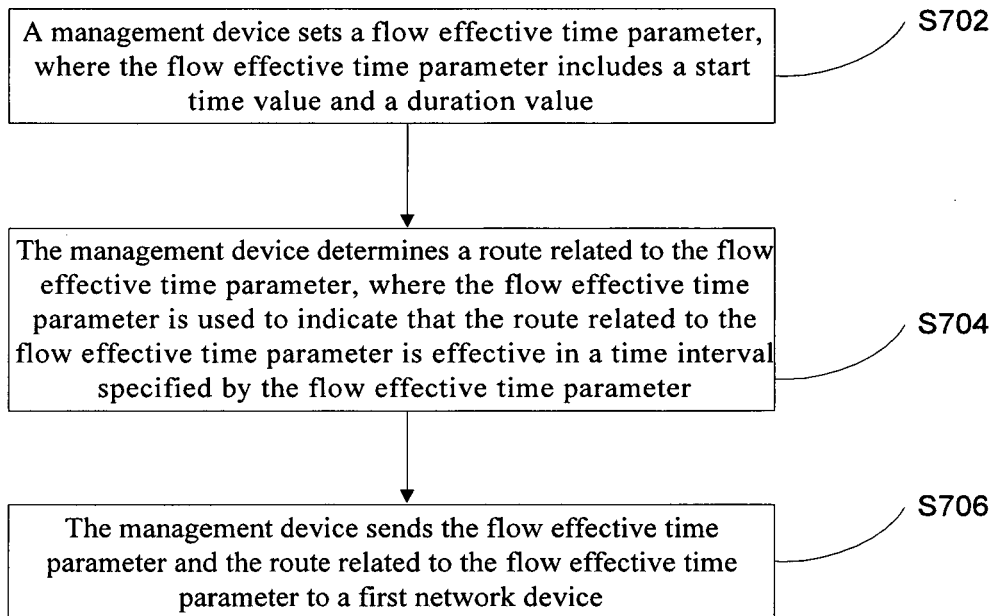 A management device sets a flow effective time parameter,
where the flow effective time parameter includes a start
time value and a duration value
S702
The management device determines a route related to the flow
effective time parameter, where the flow effective time
parameter is used to indicate that the route related to the
flow effective time parameter is effective in a time interval
specified by the flow effective time parameter
S704
The management device sends the flow effective time
parameter and the route related to the flow effective time
parameter to a first network device
S706